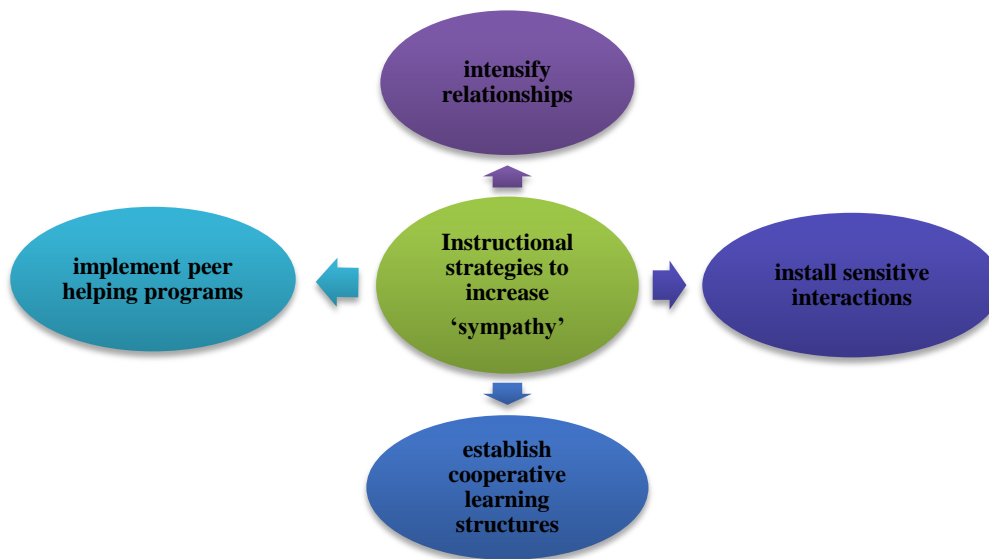 intensify
relationships
implement peer
helping programs
Instructional
strategies to
increase
‘sympathy’
install sensitive
interactions
establish
cooperative
learning
structures